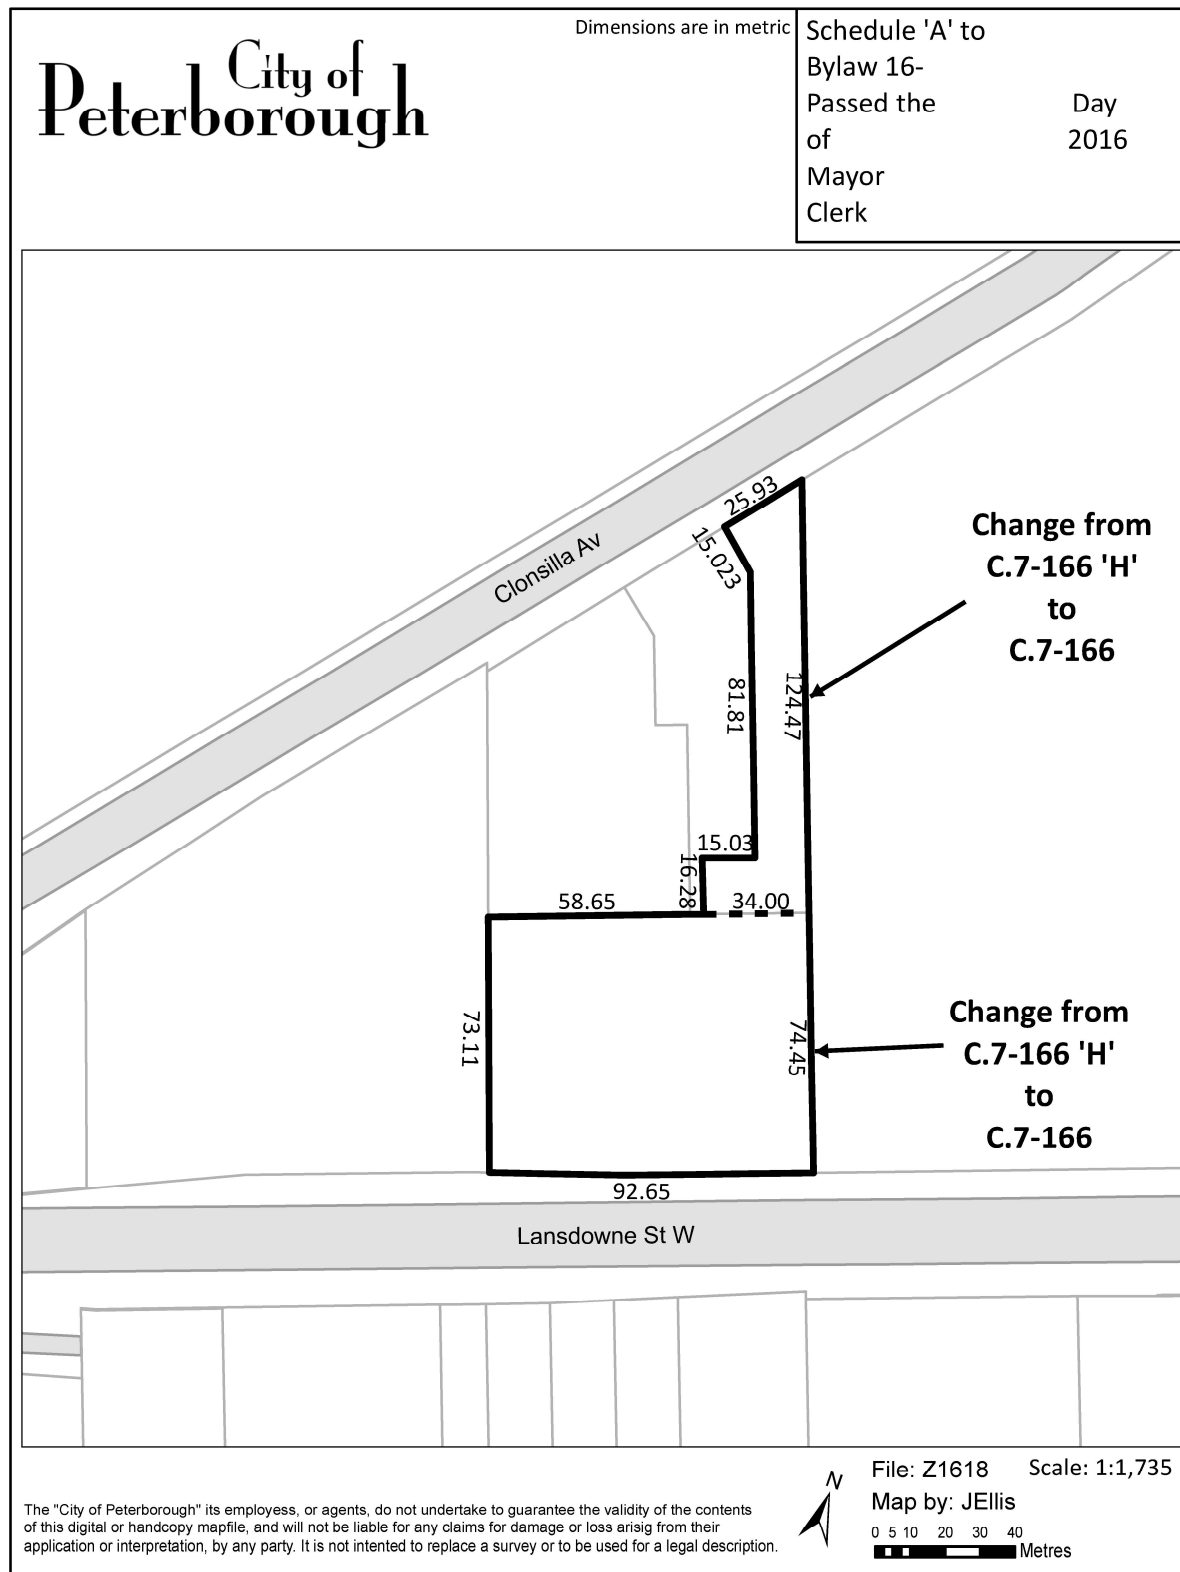 City of
Peterborough
Dimensions are in metric
Schedule 'A' to
Bylaw 16-
Passed the Day
of 2016
Mayor
Clerk
25.93
15.023
Clonsilla Av
Change from
C.7-166 'H'
to
C.7-166
81.81
124.47
15.03
16.28
58.65
34.00
73.11
74.45
Change from
C.7-166 'H'
to
C.7-166
92.65
Lansdowne St W
The "City of Peterborough" its employess, or agents, do not undertake to guarantee the validity of the contents
of this digital or handcopy mapfile, and will not be liable for any claims for damage or loss arisig from their
application or interpretation, by any party. It is not intended to replace a survey or to be used for a legal description.
N
File: Z1618 Scale: 1:1,735
Map by: JEllis
0 5 10 20 30 40
Metres